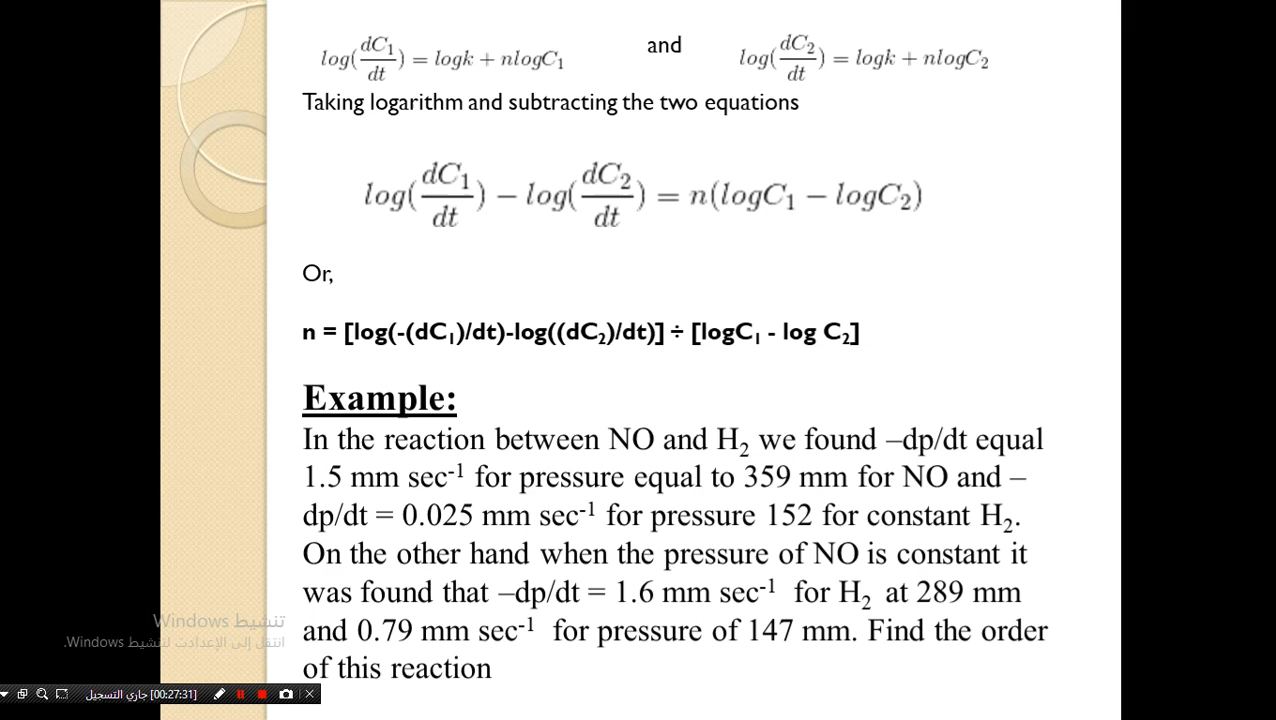 log(dC₁/dt) = logk + nlogC₁ and log(dC₂/dt) = logk + nlogC₂
Taking logarithm and subtracting the two equations
log(dC₁/dt) − log(dC₂/dt) = n(logC₁ − logC₂)
Or,
n = [log(-(dC₁)/dt)-log((dC₂)/dt)] ÷ [logC₁ - log C₂]
Example:
In the reaction between NO and H₂ we found –dp/dt equal
1.5 mm sec⁻¹ for pressure equal to 359 mm for NO and –
dp/dt = 0.025 mm sec⁻¹ for pressure 152 for constant H₂.
On the other hand when the pressure of NO is constant it
was found that –dp/dt = 1.6 mm sec⁻¹ for H₂ at 289 mm
and 0.79 mm sec⁻¹ for pressure of 147 mm. Find the order
of this reaction
تنشيط Windows
انتقل إلى الإعدادات لتنشيط Windows.
جاري التسجيل [00:27:31]